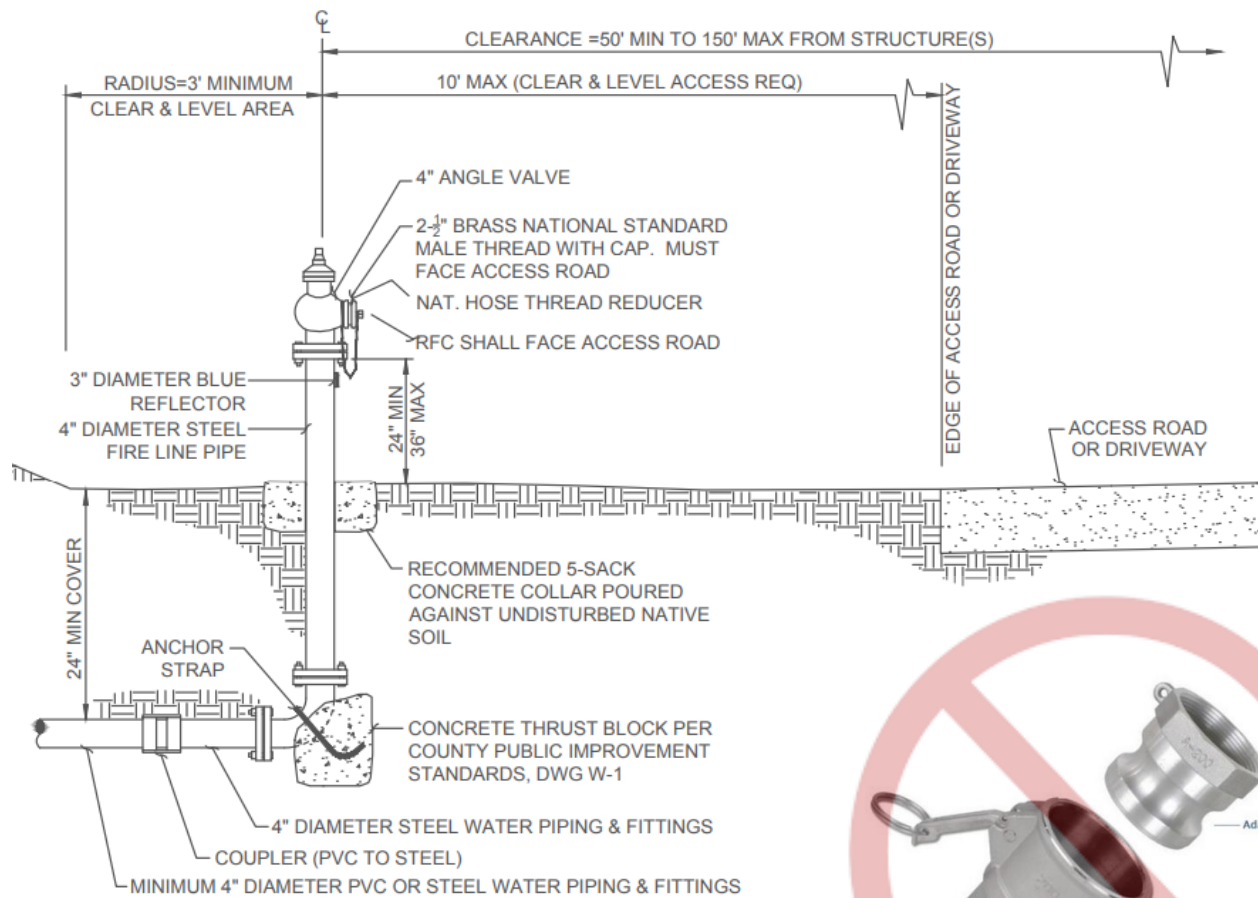 ℄
CLEARANCE =50' MIN TO 150' MAX FROM STRUCTURE(S)
RADIUS=3' MINIMUM
CLEAR & LEVEL AREA
10' MAX (CLEAR & LEVEL ACCESS REQ)
EDGE OF ACCESS ROAD OR DRIVEWAY
4" ANGLE VALVE
2-½" BRASS NATIONAL STANDARD
MALE THREAD WITH CAP. MUST
FACE ACCESS ROAD
NAT. HOSE THREAD REDUCER
RFC SHALL FACE ACCESS ROAD
3" DIAMETER BLUE
REFLECTOR
4" DIAMETER STEEL
FIRE LINE PIPE
24" MIN
36" MAX
ACCESS ROAD
OR DRIVEWAY
24" MIN COVER
RECOMMENDED 5-SACK
CONCRETE COLLAR POURED
AGAINST UNDISTURBED NATIVE
SOIL
ANCHOR
STRAP
CONCRETE THRUST BLOCK PER
COUNTY PUBLIC IMPROVEMENT
STANDARDS, DWG W-1
4" DIAMETER STEEL WATER PIPING & FITTINGS
COUPLER (PVC TO STEEL)
MINIMUM 4" DIAMETER PVC OR STEEL WATER PIPING & FITTINGS
A-200